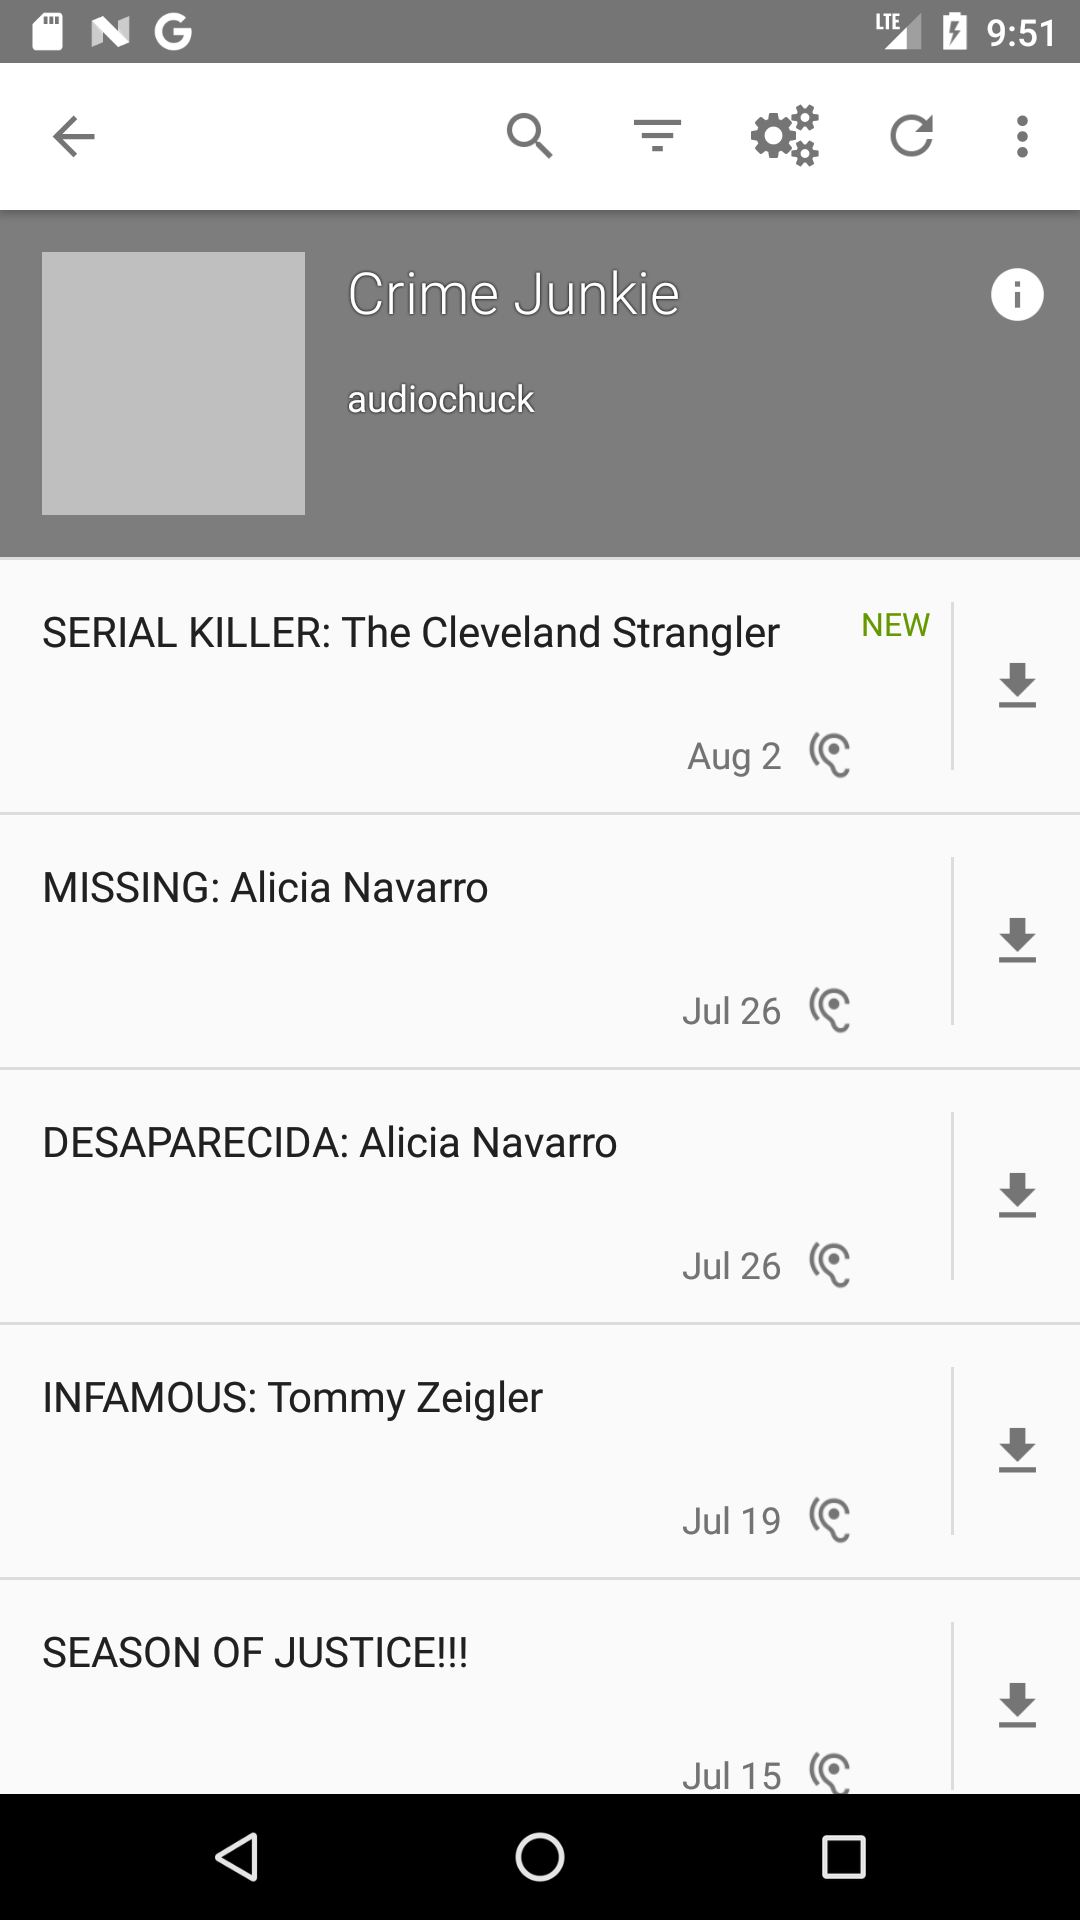 LTE 9:51
Crime Junkie
audiochuck
SERIAL KILLER: The Cleveland Strangler NEW
Aug 2
MISSING: Alicia Navarro
Jul 26
DESAPARECIDA: Alicia Navarro
Jul 26
INFAMOUS: Tommy Zeigler
Jul 19
SEASON OF JUSTICE!!!
Jul 15